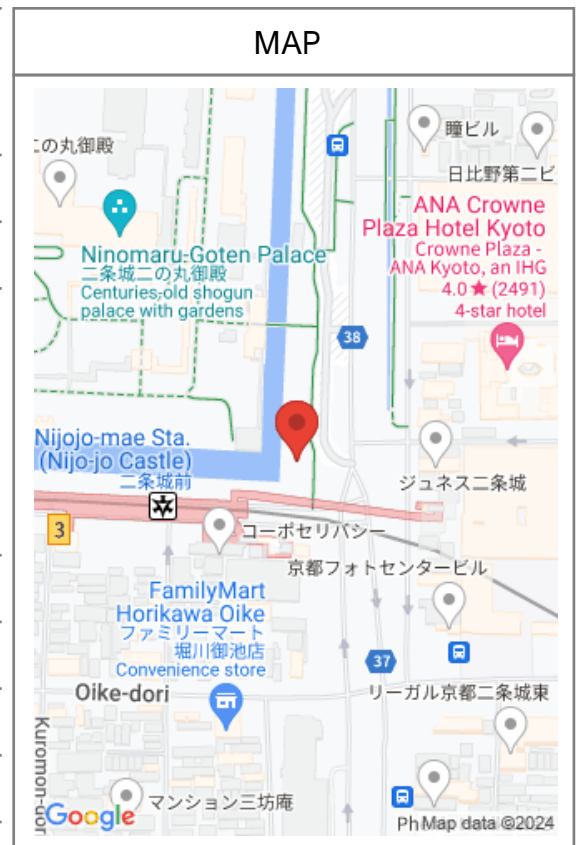 MAP
二の丸御殿
瞳ビル
日比野第二ビ
ANA Crowne
Plaza Hotel Kyoto
Crowne Plaza -
ANA Kyoto, an IHG
4.0★ (2491)
4-star hotel
Ninomaru-Goten Palace
二条城二の丸御殿
Centuries-old shogun
palace with gardens
38
Nijojo-mae Sta.
(Nijo-jo Castle)
二条城前
ジュネス二条城
3
コーポセリバシー
京都フォトセンタービル
FamilyMart
Horikawa Oike
ファミリーマート
堀川御池店
Convenience store
37
Oike-dori
リーガル京都二条城東
Kuromon-dor
マンション三坊庵
Google
Map data ©2024